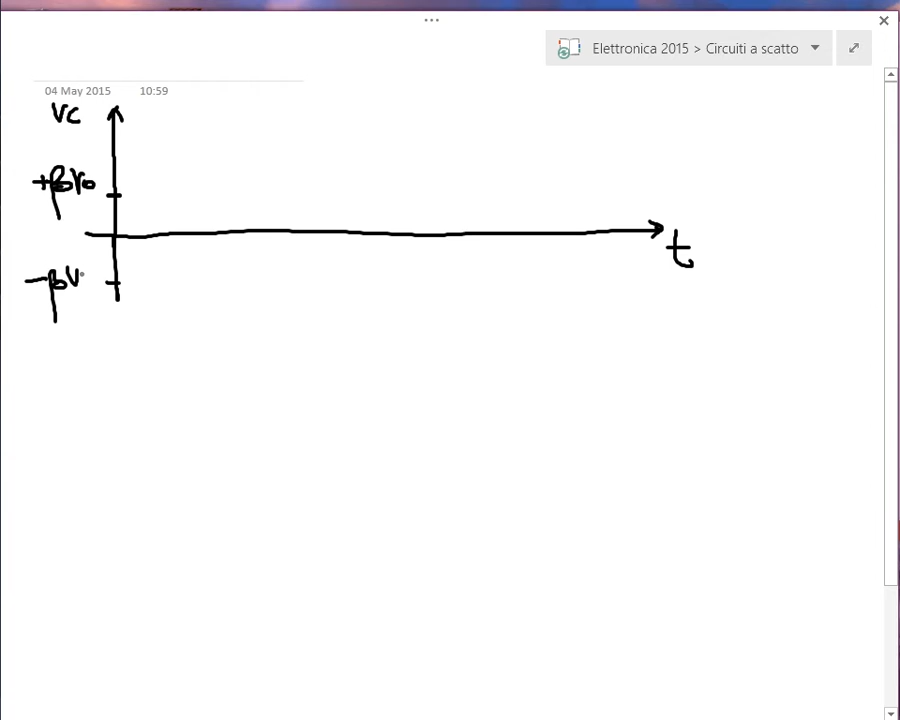 Elettronica 2015 > Circuiti a scatto
04 May 2015 10:59
VC
+βVo
t
-βV